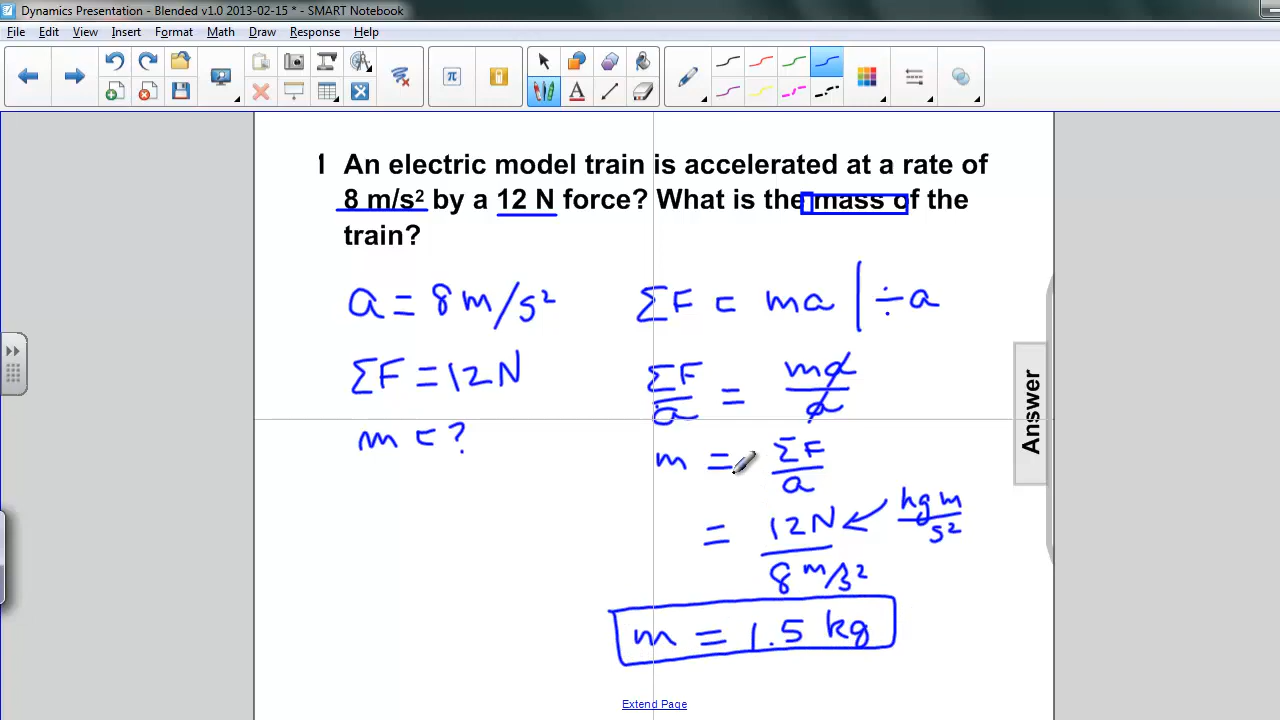 Dynamics Presentation - Blended v1.0 2013-02-15 * - SMART Notebook
File Edit View Insert Format Math Draw Response Help
1 An electric model train is accelerated at a rate of
8 m/s² by a 12 N force? What is the mass of the
train?
a = 8 m/s²
ΣF = 12N
m = ?
ΣF = ma | ÷a
ΣF/a = ma/a
m = ΣF/a
= 12N/8 m/s² ← kg m/s²
m = 1.5 kg
Answer
Extend Page